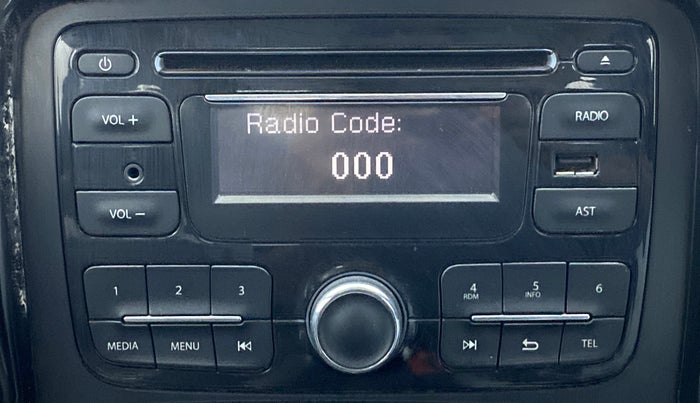 VOL +
Radio Code:
RADIO
000
VOL −
AST
1 2 3
4 5 6
RDM INFO
MEDIA MENU
TEL